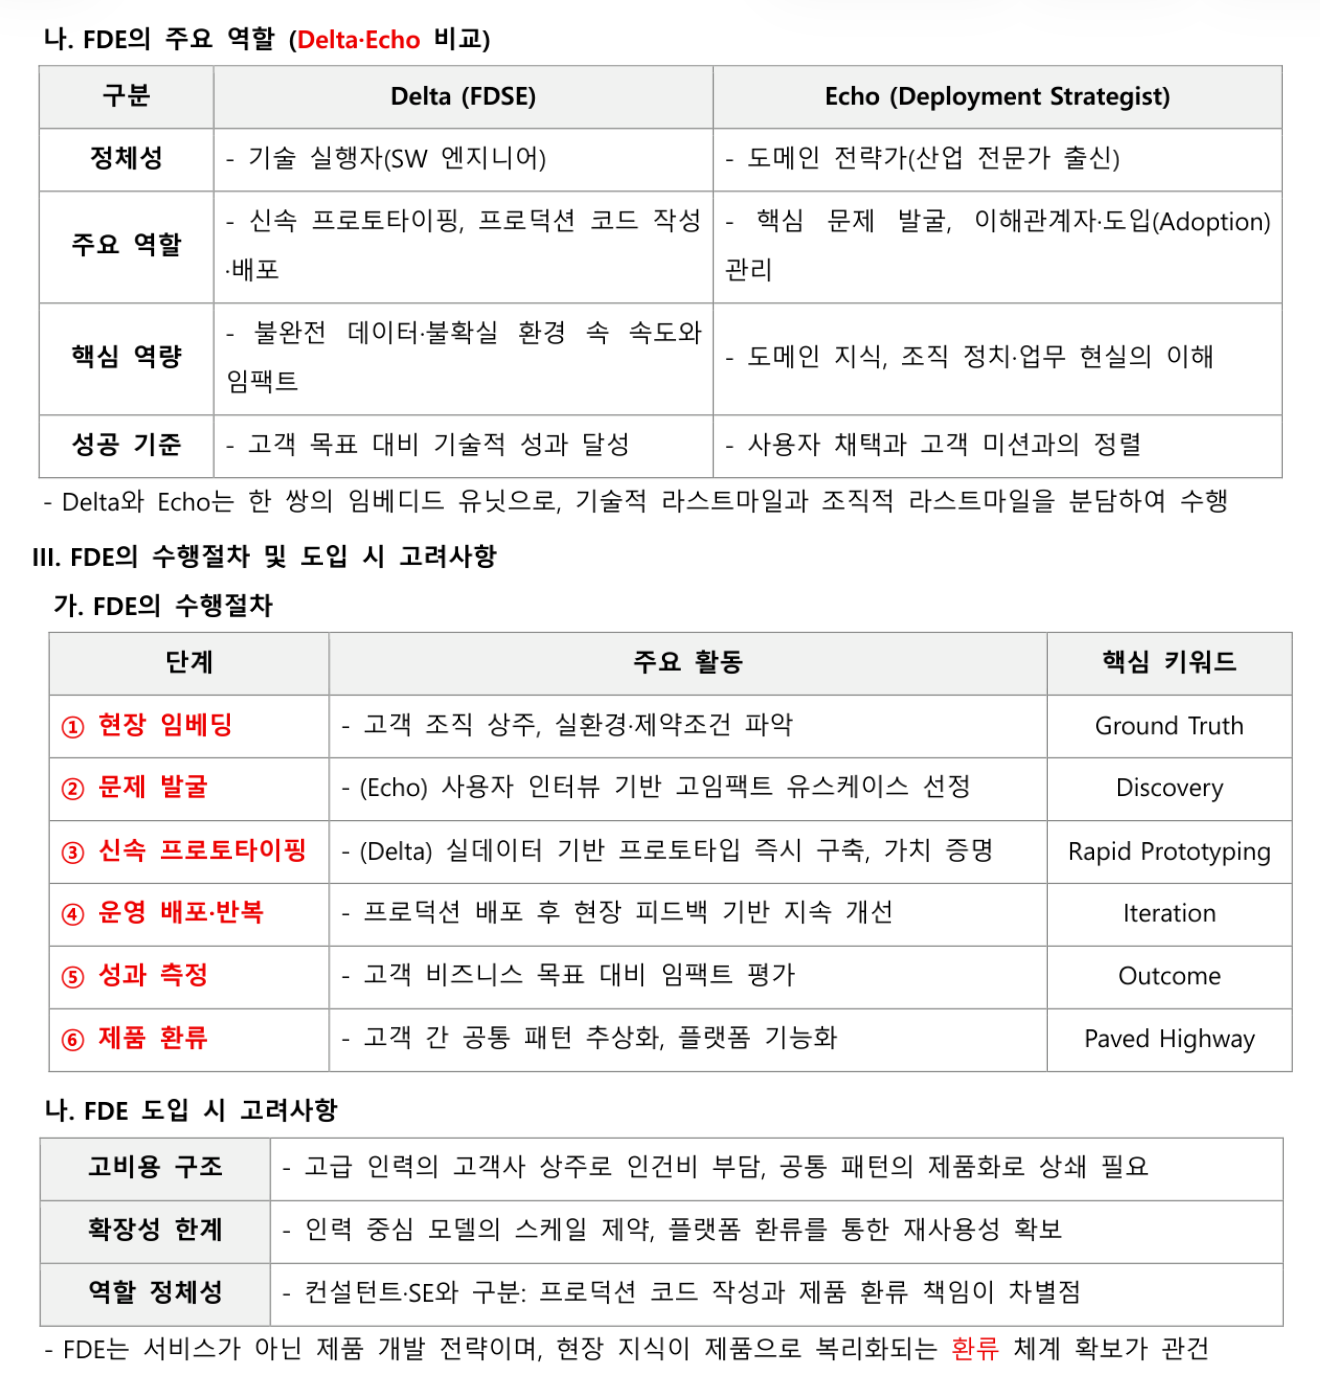 나. FDE의 주요 역할 (Delta·Echo 비교)
구분 Delta (FDSE) Echo (Deployment Strategist)
정체성 - 기술 실행자(SW 엔지니어) - 도메인 전략가(산업 전문가 출신)
주요 역할
- 신속 프로토타이핑, 프로덕션 코드 작성
·배포
- 핵심 문제 발굴, 이해관계자·도입(Adoption)
관리
핵심 역량
- 불완전 데이터·불확실 환경 속 속도와
임팩트
- 도메인 지식, 조직 정치·업무 현실의 이해
성공 기준 - 고객 목표 대비 기술적 성과 달성 - 사용자 채택과 고객 미션과의 정렬
- Delta와 Echo는 한 쌍의 임베디드 유닛으로, 기술적 라스트마일과 조직적 라스트마일을 분담하여 수행
III. FDE의 수행절차 및 도입 시 고려사항
가. FDE의 수행절차
단계 주요 활동 핵심 키워드
① 현장 임베딩 - 고객 조직 상주, 실환경·제약조건 파악 Ground Truth
② 문제 발굴 - (Echo) 사용자 인터뷰 기반 고임팩트 유스케이스 선정 Discovery
③ 신속 프로토타이핑 - (Delta) 실데이터 기반 프로토타입 즉시 구축, 가치 증명 Rapid Prototyping
④ 운영 배포·반복 - 프로덕션 배포 후 현장 피드백 기반 지속 개선 Iteration
⑤ 성과 측정 - 고객 비즈니스 목표 대비 임팩트 평가 Outcome
⑥ 제품 환류 - 고객 간 공통 패턴 추상화, 플랫폼 기능화 Paved Highway
나. FDE 도입 시 고려사항
고비용 구조 - 고급 인력의 고객사 상주로 인건비 부담, 공통 패턴의 제품화로 상쇄 필요
확장성 한계 - 인력 중심 모델의 스케일 제약, 플랫폼 환류를 통한 재사용성 확보
역할 정체성 - 컨설턴트·SE와 구분: 프로덕션 코드 작성과 제품 환류 책임이 차별점
- FDE는 서비스가 아닌 제품 개발 전략이며, 현장 지식이 제품으로 복리화되는 환류 체계 확보가 관건